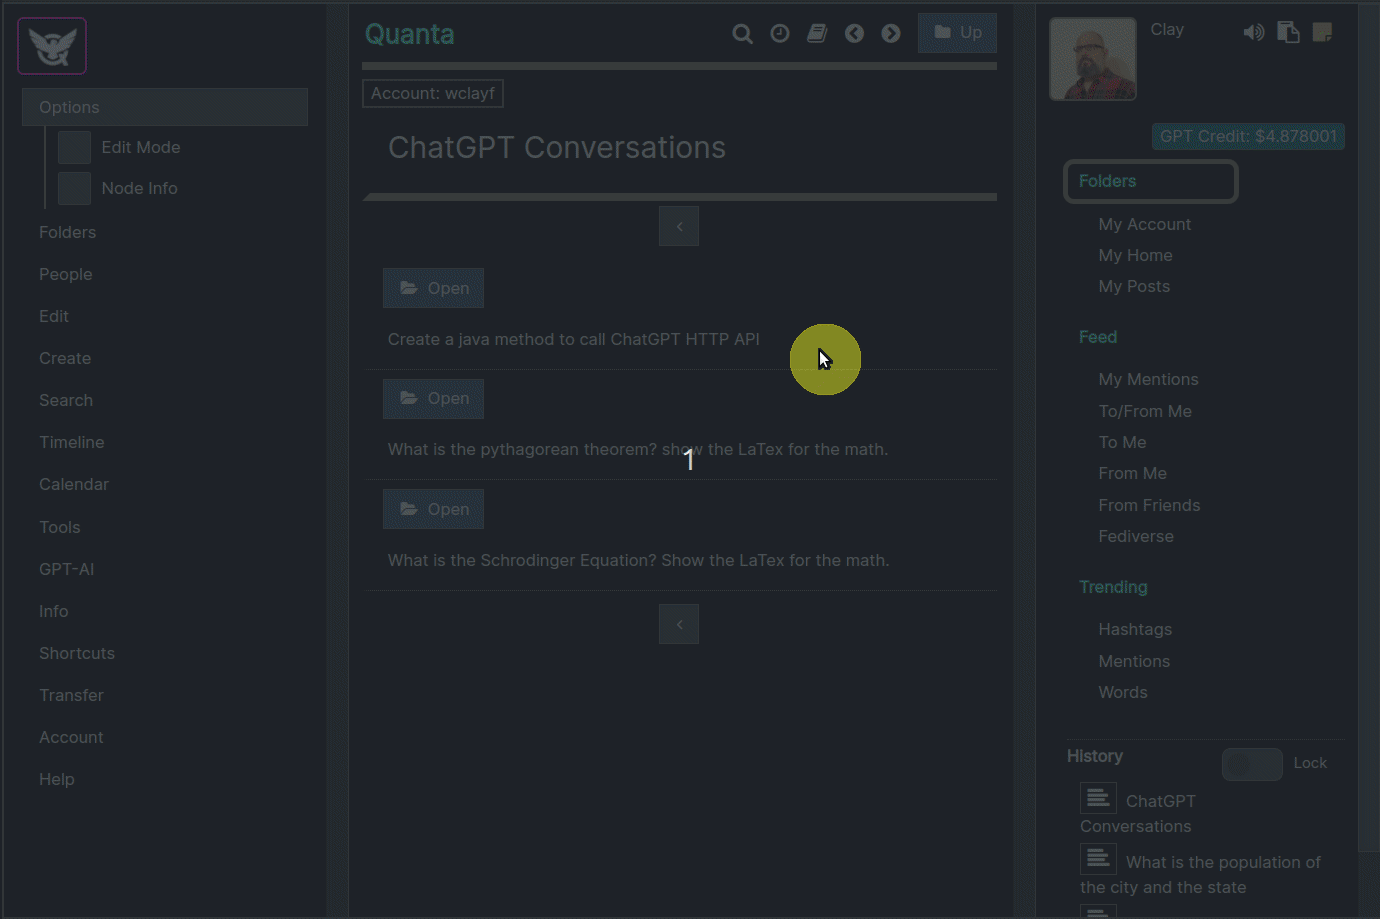 Options
Edit Mode
Node Info
Folders
People
Edit
Create
Search
Timeline
Calendar
Tools
GPT-AI
Info
Shortcuts
Transfer
Account
Help
Quanta
Up
Account: wclayf
ChatGPT Conversations
Open
Create a java method to call ChatGPT HTTP API
Open
What is the pythagorean theorem? show the LaTex for the math.
1
Open
What is the Schrodinger Equation? Show the LaTex for the math.
Clay
GPT Credit: $4.878001
Folders
My Account
My Home
My Posts
Feed
My Mentions
To/From Me
To Me
From Me
From Friends
Fediverse
Trending
Hashtags
Mentions
Words
History
Lock
ChatGPT
Conversations
What is the population of
the city and the state